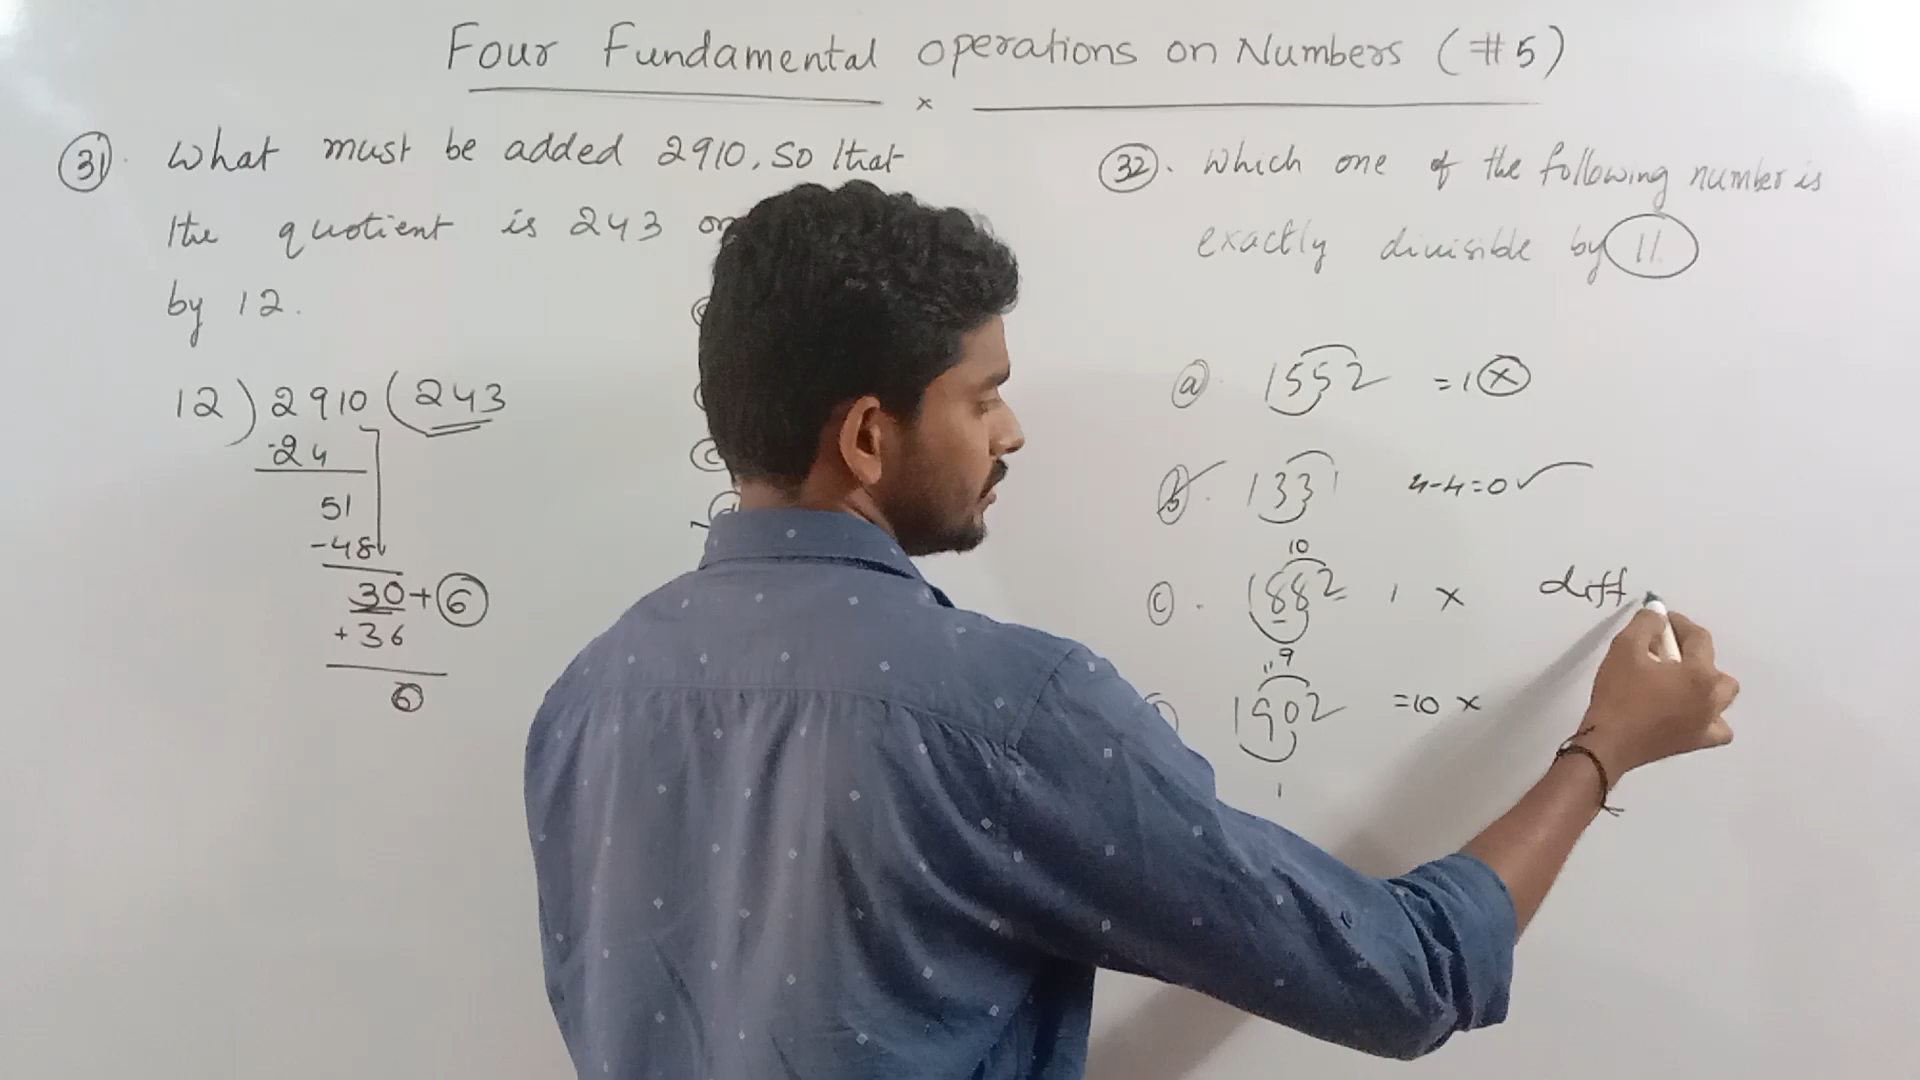 Four Fundamental operations on Numbers (#5)
x
31. What must be added 2910, so that
the quotient is 243
by 12.
12) 2910 (243
-24
51
-48
30+6
+36
6
32. Which one of the following number is
exactly divisible by 11.
a. 1552 = 1 x
b. 1331 4-4=0 ✓
10
c. 1882 1 x diff
9
1902 =10 x
1